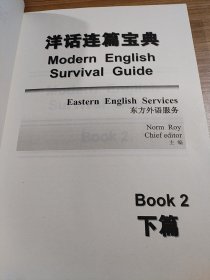 洋话连篇宝典
Modern English
Survival Guide
Eastern English Services
东方外语服务
Norm Roy
Chief editor
主 编
Book 2
下篇